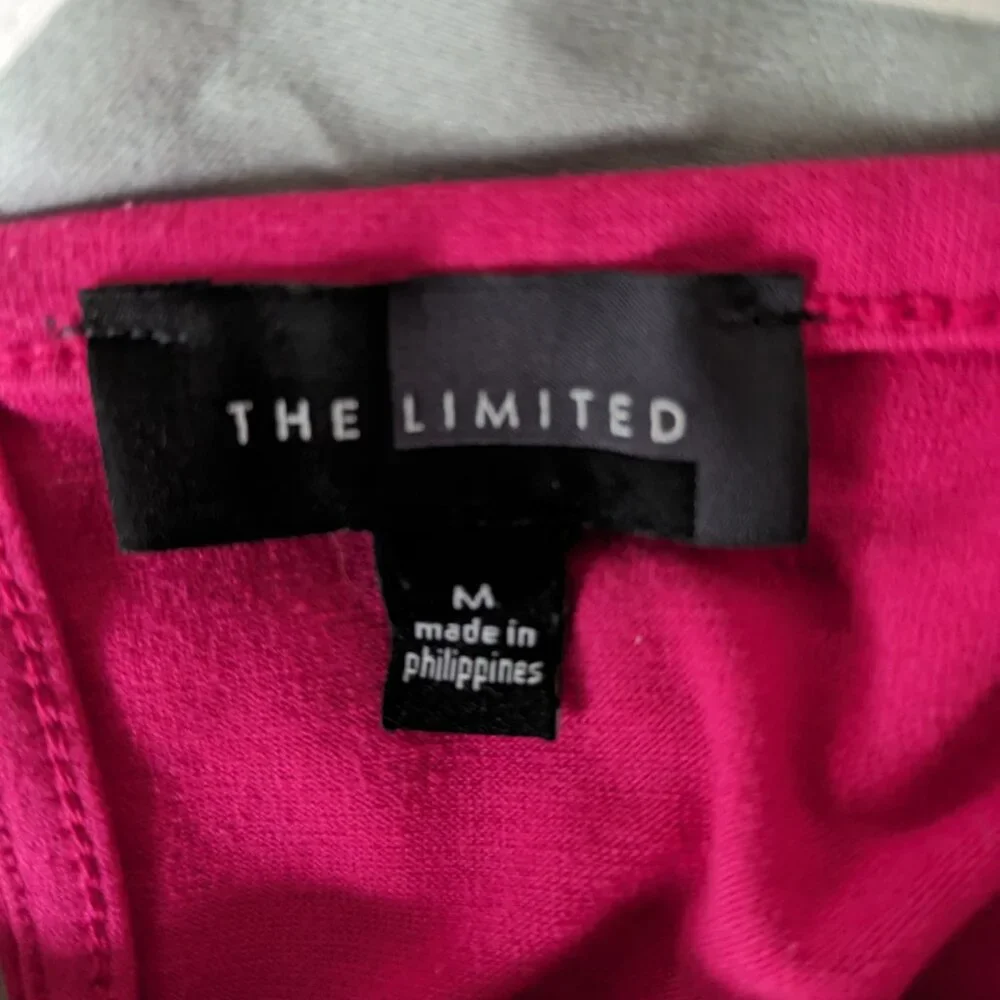 THE LIMITED
M
made in
philippines